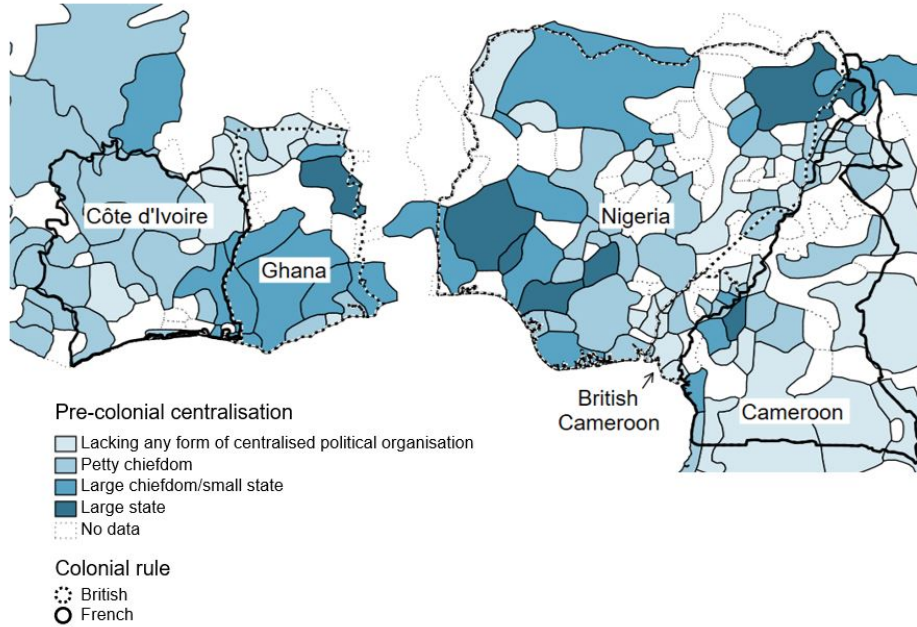 Côte d'Ivoire
Ghana
Nigeria
British
Cameroon
Cameroon
Pre-colonial centralisation
Lacking any form of centralised political organisation
Petty chiefdom
Large chiefdom/small state
Large state
No data
Colonial rule
British
French